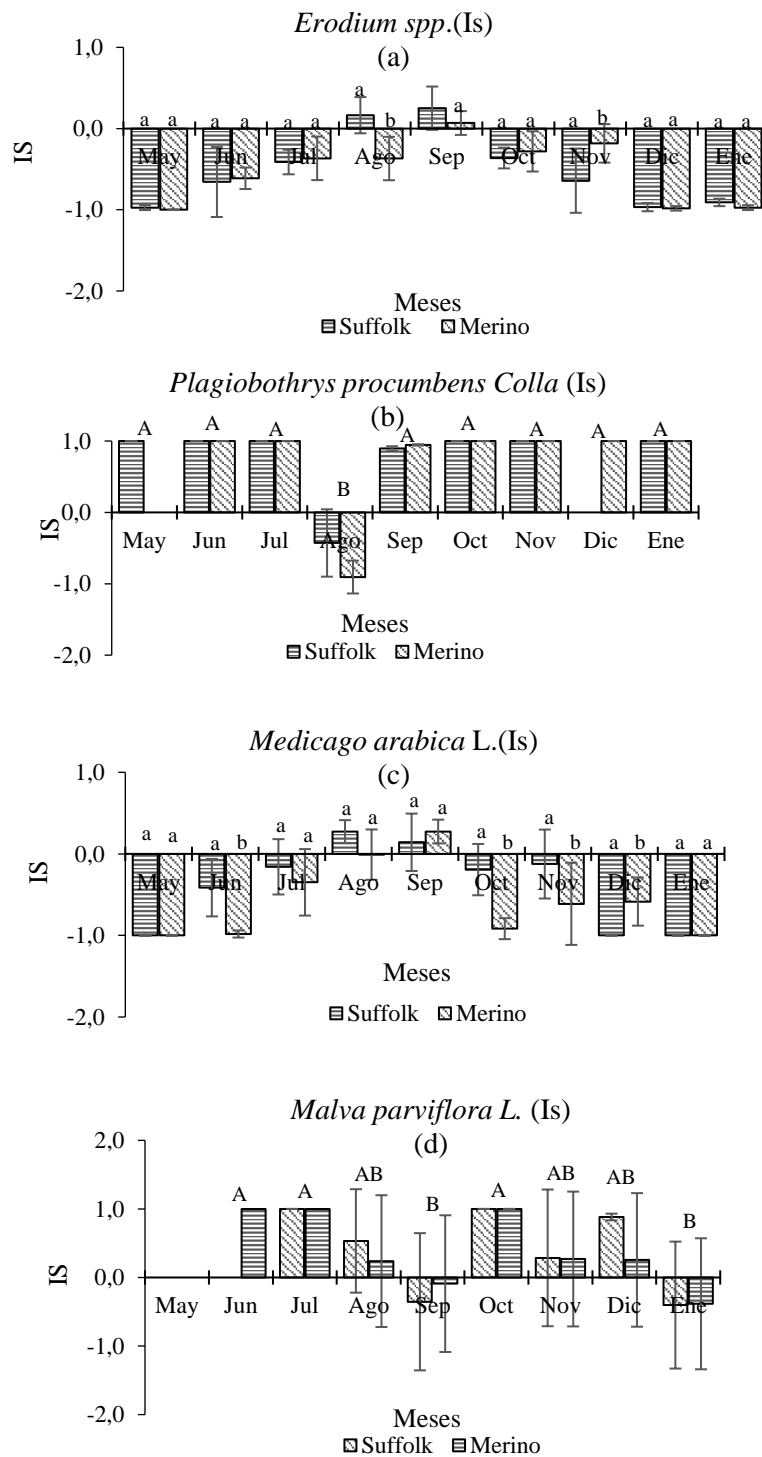 Erodium spp.(Is)
(a)
1,0
a a a a a a a b a a a a a b a a a a
0,0
May Jun Jul Ago Sep Oct Nov Dic Ene
IS
-1,0
-2,0
Meses
Suffolk Merino
Plagiobothrys procumbens Colla (Is)
(b)
1,0
A A A B A A A A A
0,0
May Jun Jul Ago Sep Oct Nov Dic Ene
IS
-1,0
Meses
-2,0
Suffolk Merino
Medicago arabica L.(Is)
(c)
1,0
a a a b a a a a a a a b a b a b a a
0,0
May Jun Jul Ago Sep Oct Nov Dic Ene
IS
-1,0
Meses
-2,0
Suffolk Merino
Malva parviflora L. (Is)
(d)
2,0
A A AB B A AB AB B
1,0
0,0
May Jun Jul Ago Sep Oct Nov Dic Ene
IS
-1,0
-2,0
Meses
Suffolk Merino